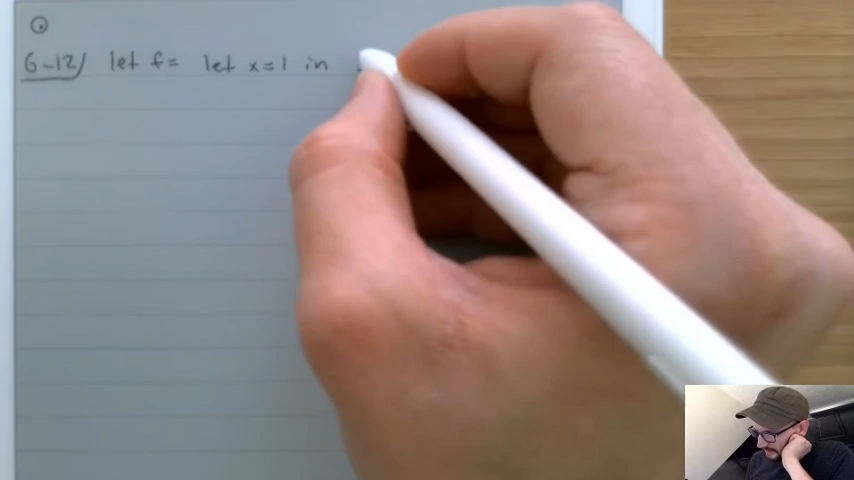 6-12/ let f= let x=1 in